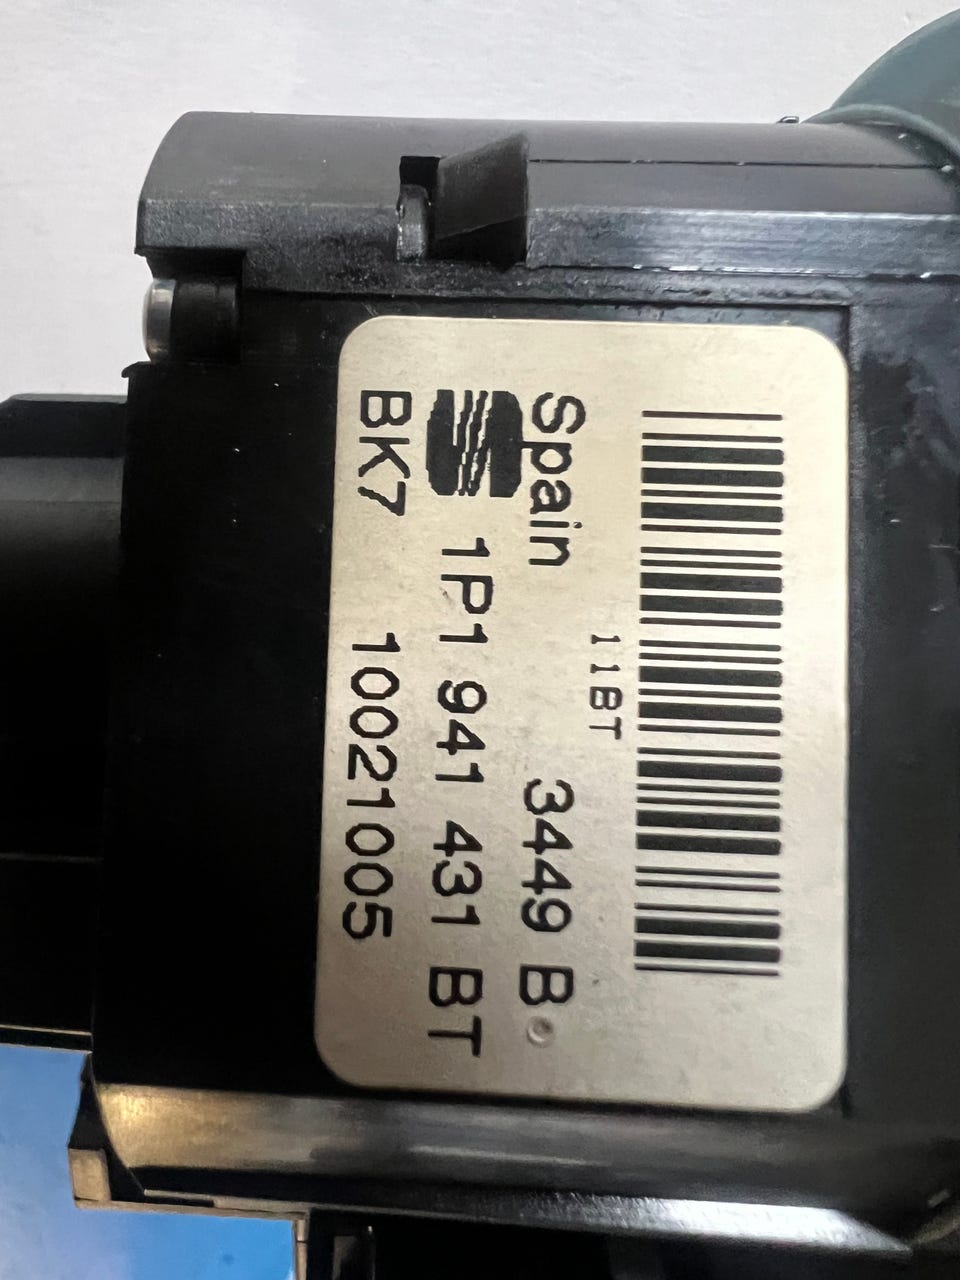 11BT
Spain 3449 B
1P1 941 431 BT
BK7 10021005